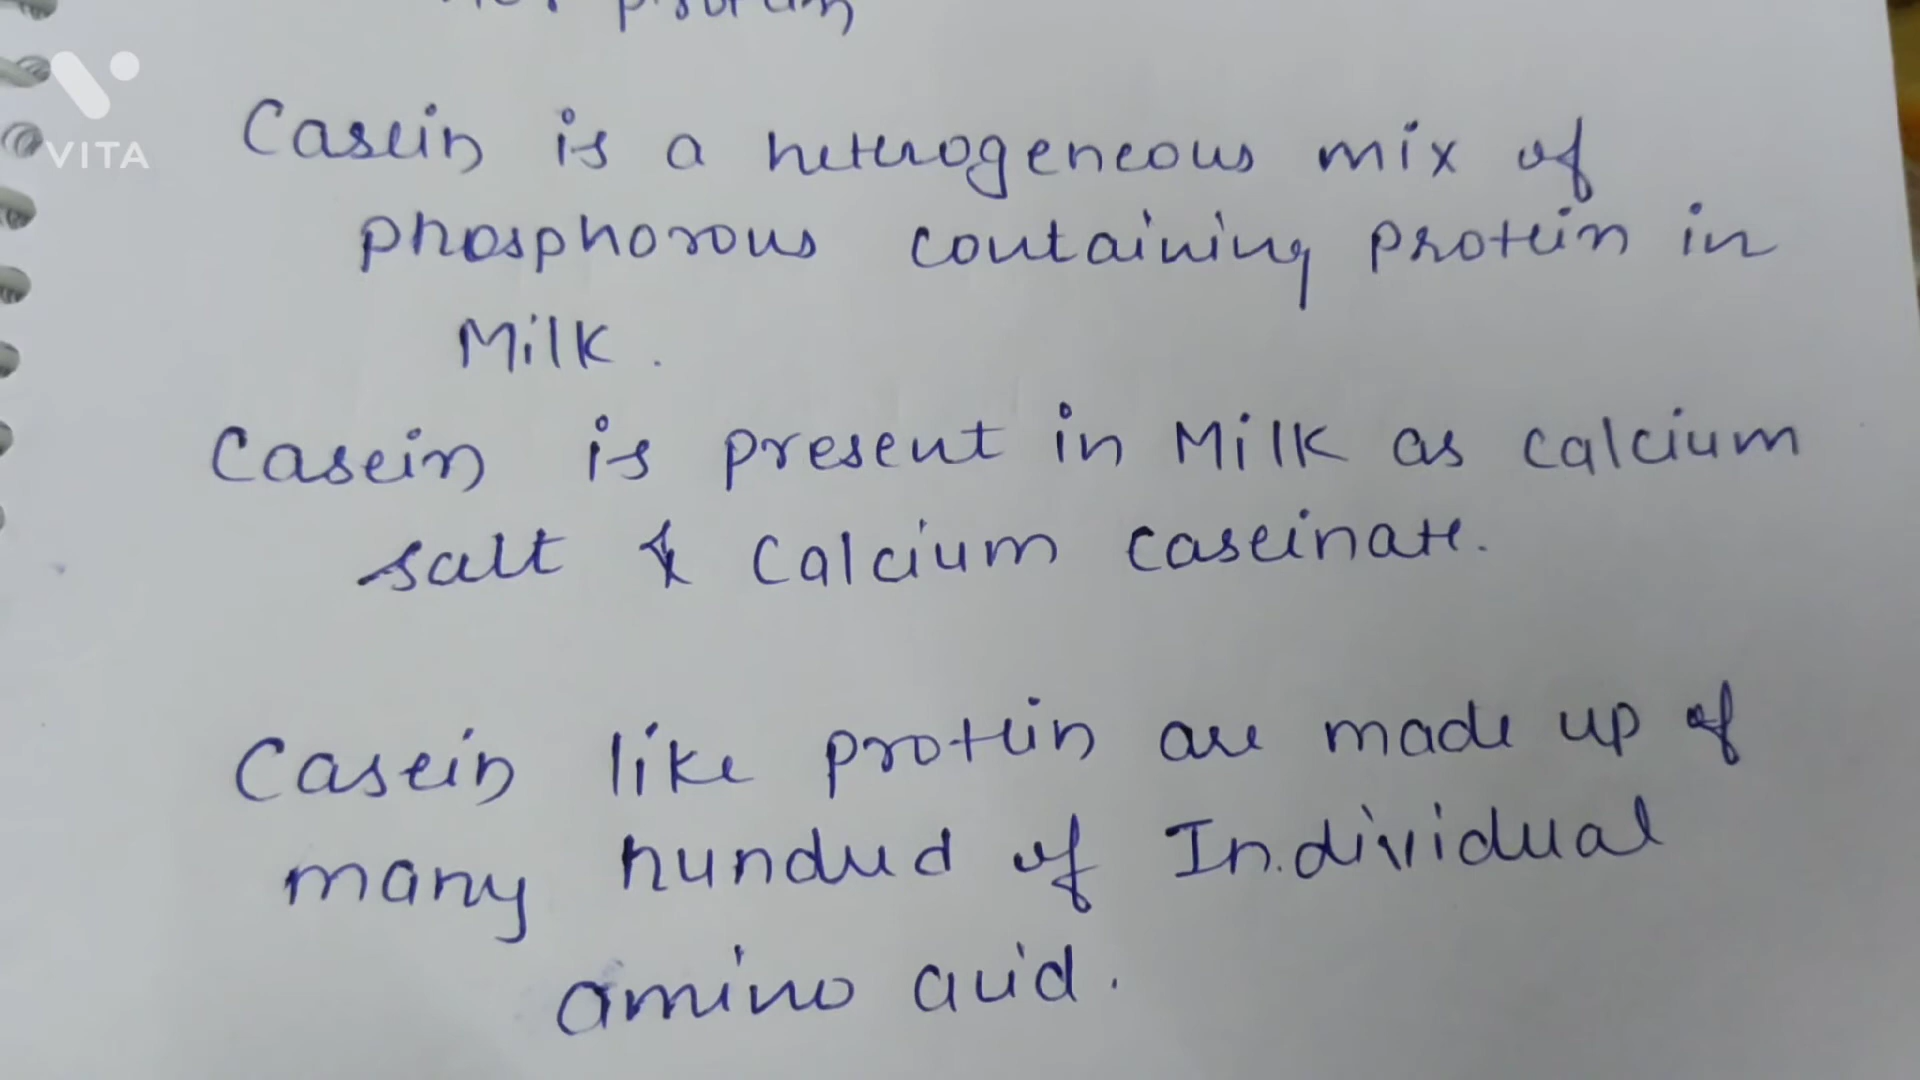 VITA
Casein is a heterogeneous mix of
phosphorous containing protein in
Milk.
Casein is present in Milk as calcium
salt & Calcium caseinate.
Casein like protein are made up of
many hundred of Individual
amino acid.